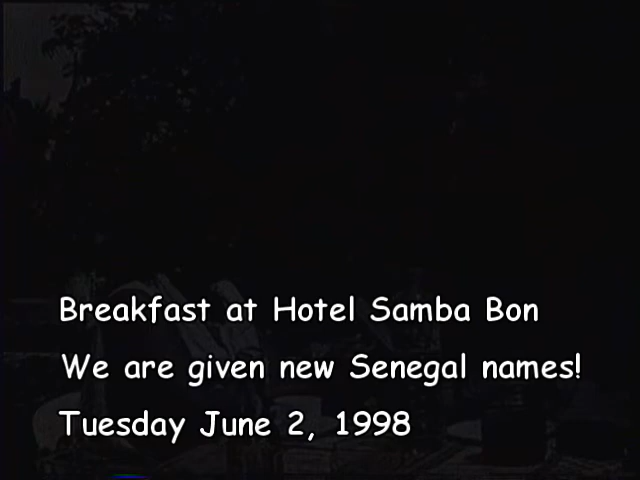 Breakfast at Hotel Samba Bon
We are given new Senegal names!
Tuesday June 2, 1998